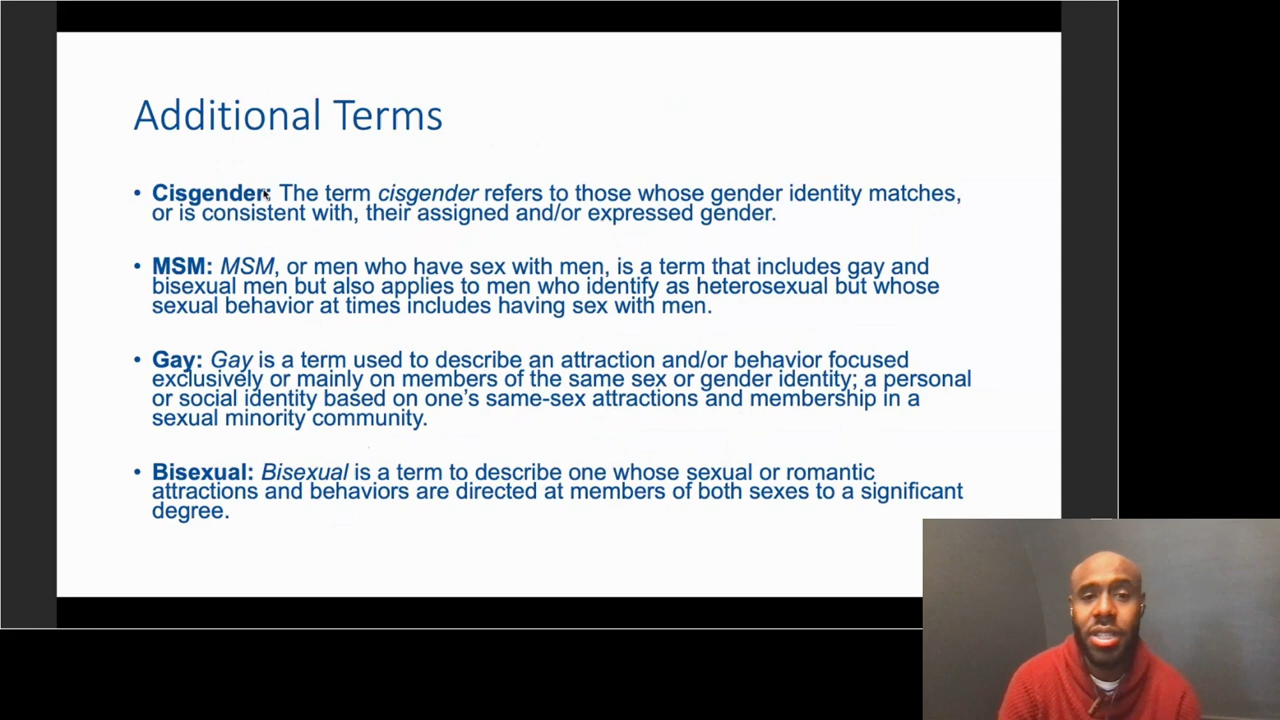 Additional Terms
• Cisgender: The term cisgender refers to those whose gender identity matches,
or is consistent with, their assigned and/or expressed gender.
• MSM: MSM, or men who have sex with men, is a term that includes gay and
bisexual men but also applies to men who identify as heterosexual but whose
sexual behavior at times includes having sex with men.
• Gay: Gay is a term used to describe an attraction and/or behavior focused
exclusively or mainly on members of the same sex or gender identity; a personal
or social identity based on one’s same-sex attractions and membership in a
sexual minority community.
• Bisexual: Bisexual is a term to describe one whose sexual or romantic
attractions and behaviors are directed at members of both sexes to a significant
degree.